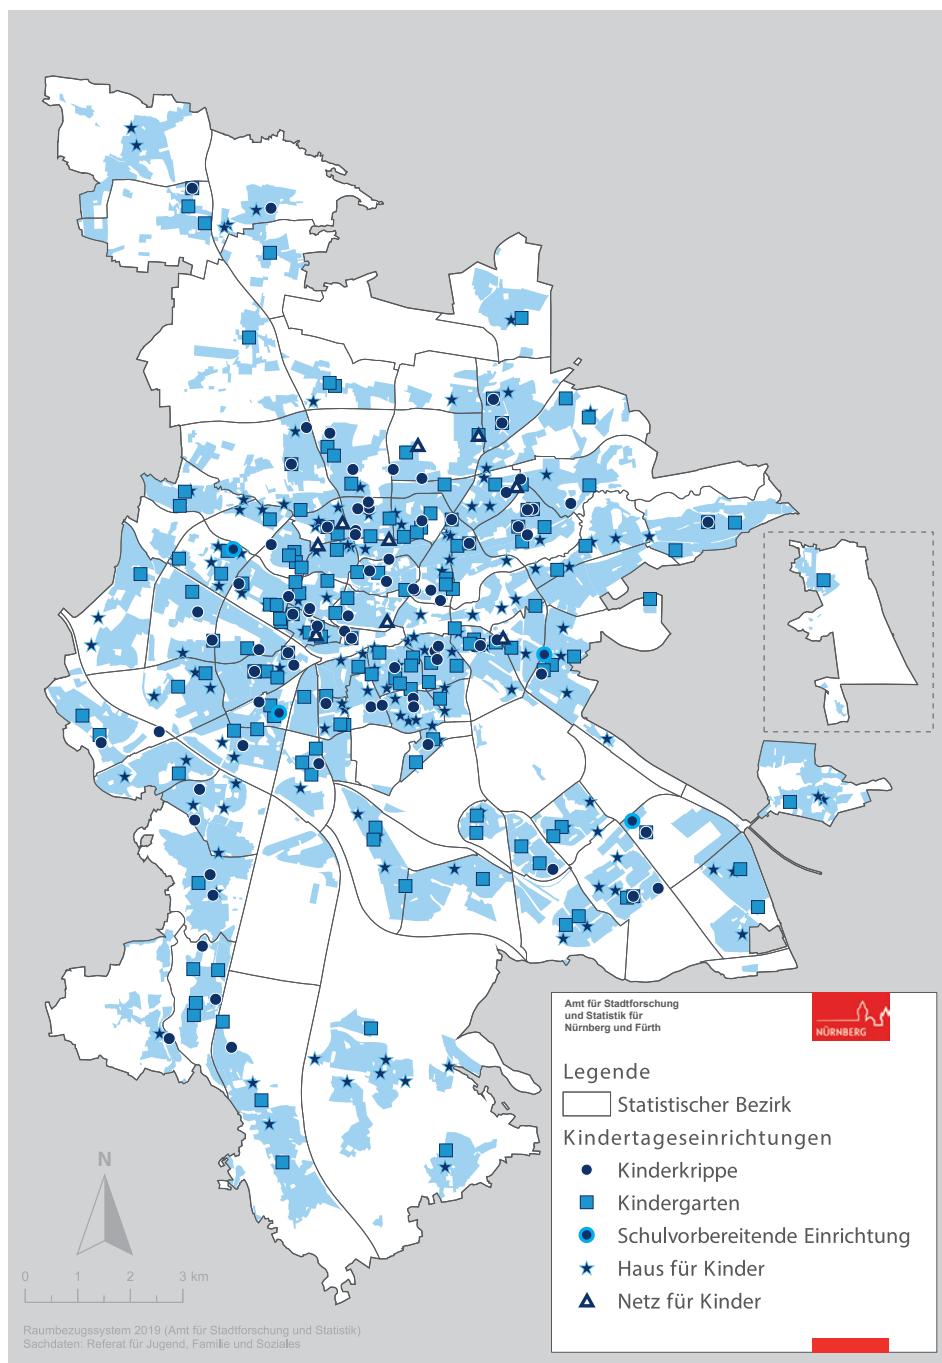 Amt für Stadtforschung
und Statistik für
Nürnberg und Fürth
NÜRNBERG
Legende
Statistischer Bezirk
Kindertageseinrichtungen
Kinderkrippe
Kindergarten
Schulvorbereitende Einrichtung
Haus für Kinder
Netz für Kinder
N
0 1 2 3 km
Raumbezugssystem 2019 (Amt für Stadtforschung und Statistik)
Sachdaten: Referat für Jugend, Familie und Soziales